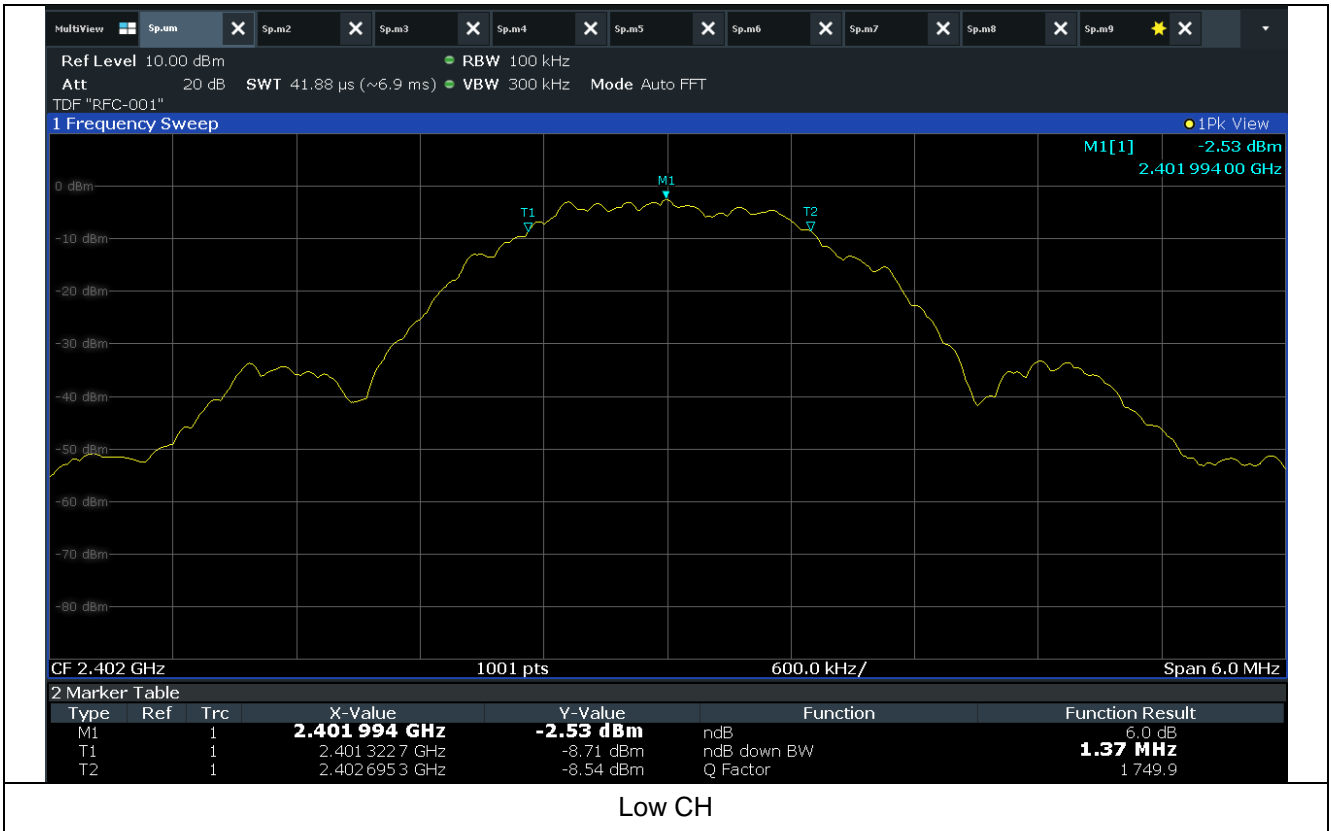 MultiView Sp.um Sp.m2 Sp.m3 Sp.m4 Sp.m5 Sp.m6 Sp.m7 Sp.m8 Sp.m9
Ref Level 10.00 dBm RBW 100 kHz
Att 20 dB SWT 41.88 µs (~6.9 ms) VBW 300 kHz Mode Auto FFT
TDF "RFC-001"
1 Frequency Sweep 1Pk View
M1[1] -2.53 dBm
2.401 994 00 GHz
0 dBm
M1
T1
T2
-10 dBm
-20 dBm
-30 dBm
-40 dBm
-50 dBm
-60 dBm
-70 dBm
-80 dBm
CF 2.402 GHz 1001 pts 600.0 kHz/ Span 6.0 MHz
2 Marker Table
Type Ref Trc X-Value Y-Value Function Function Result
M1 1 2.401 994 GHz -2.53 dBm ndB 6.0 dB
T1 1 2.401 322 7 GHz -8.71 dBm ndB down BW 1.37 MHz
T2 1 2.402 695 3 GHz -8.54 dBm Q Factor 1 749.9
Low CH